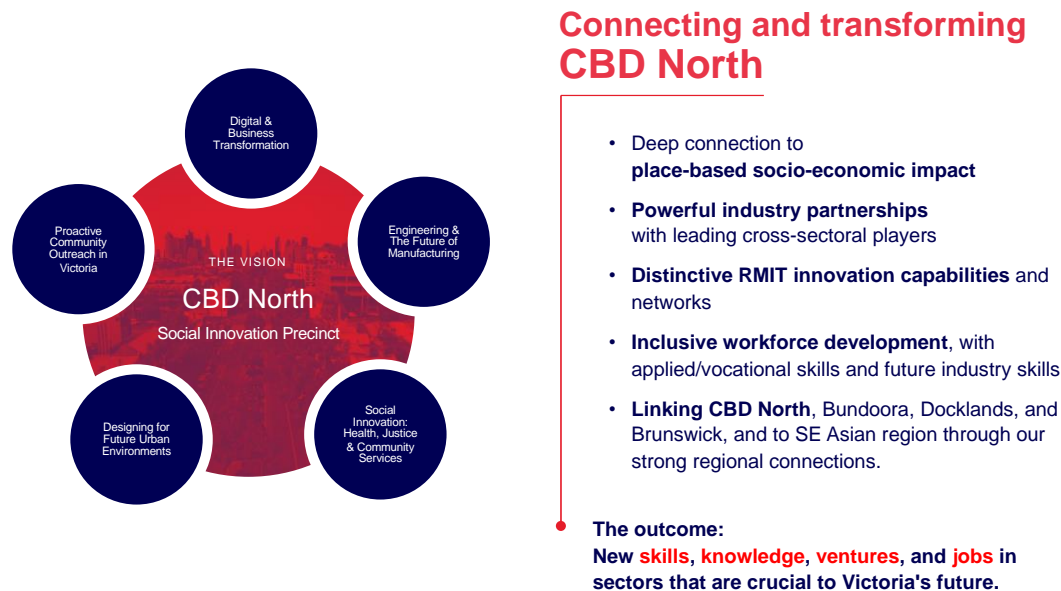 Connecting and transforming
CBD North
Digital &
Business
Transformation
Proactive
Community
Outreach in
Victoria
Engineering &
The Future of
Manufacturing
THE VISION
CBD North
Social Innovation Precinct
Designing for
Future Urban
Environments
Social
Innovation:
Health, Justice
& Community
Services
• Deep connection to
place-based socio-economic impact
• Powerful industry partnerships
with leading cross-sectoral players
• Distinctive RMIT innovation capabilities and
networks
• Inclusive workforce development, with
applied/vocational skills and future industry skills
• Linking CBD North, Bundoora, Docklands, and
Brunswick, and to SE Asian region through our
strong regional connections.
The outcome:
New skills, knowledge, ventures, and jobs in
sectors that are crucial to Victoria's future.